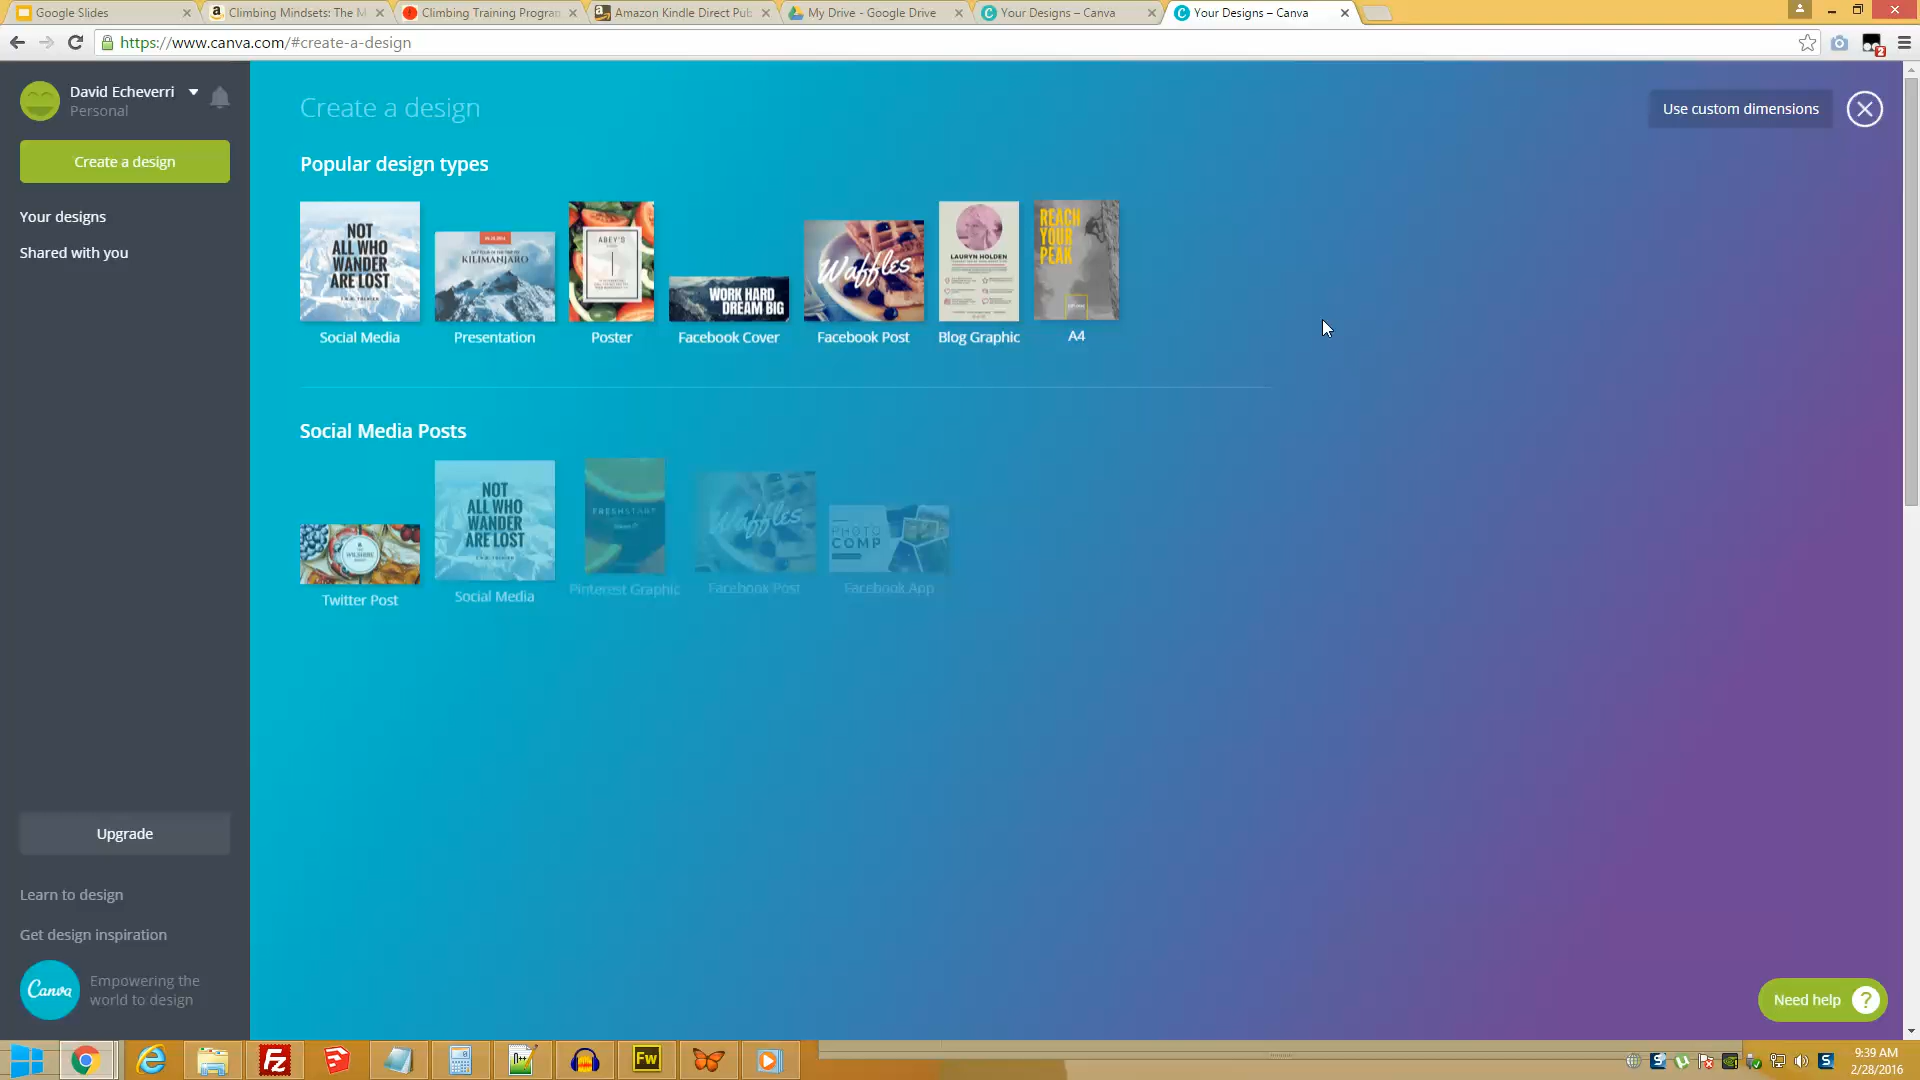 Google Slides
Climbing Mindsets: The M
Climbing Training Program
Amazon Kindle Direct Pub
My Drive - Google Drive
Your Designs – Canva
Your Designs – Canva
https://www.canva.com/#create-a-design
2
David Echeverri
Personal
Create a design
Your designs
Shared with you
Upgrade
Learn to design
Get design inspiration
Canva
Empowering the
world to design
Create a design
Use custom dimensions
Popular design types
NOT
ALL WHO
WANDER
ARE LOST
KILIMANJARO
ABEY'S
WORK HARD
DREAM BIG
Waffles
LAURYN HOLDEN
REACH
YOUR
PEAK
Social Media
Presentation
Poster
Facebook Cover
Facebook Post
Blog Graphic
A4
Social Media Posts
NOT
ALL WHO
WANDER
ARE LOST
FRESHSTART
Waffles
PHOTO
COMP
Twitter Post
Social Media
Pinterest Graphic
Facebook Post
Facebook App
Need help ?
Fz
Fw
9:39 AM
2/28/2016